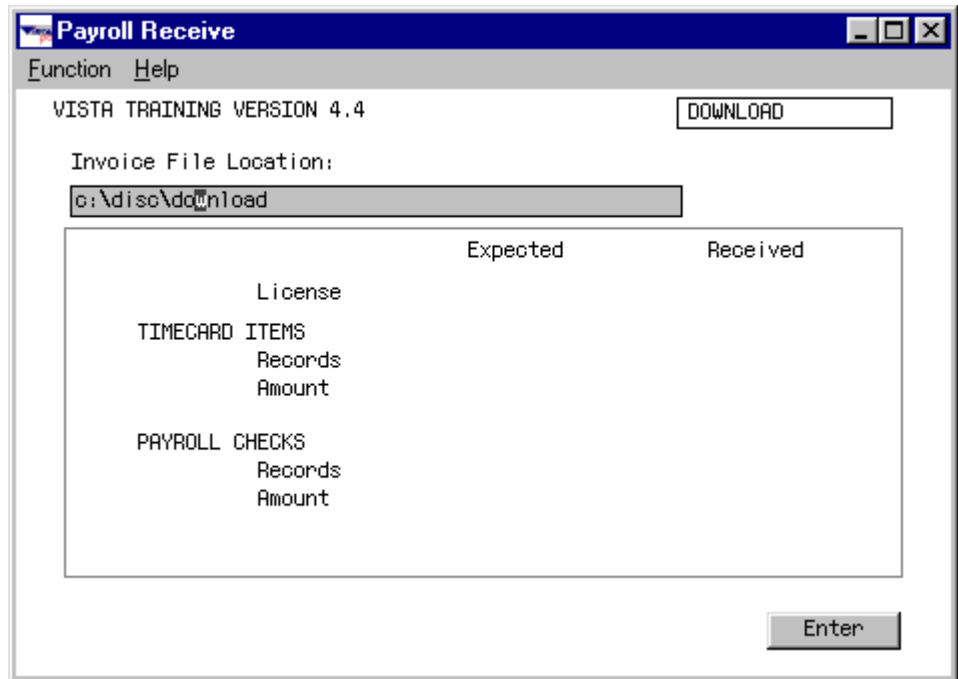 Payroll Receive
Function Help
VISTA TRAINING VERSION 4.4 DOWNLOAD
Invoice File Location:
c:\disc\download
Expected Received
License
TIMECARD ITEMS
Records
Amount
PAYROLL CHECKS
Records
Amount
Enter